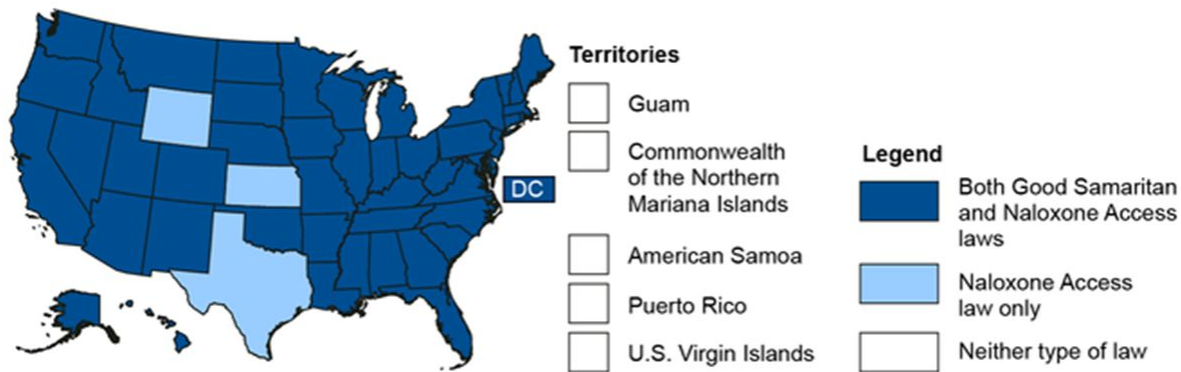 Territories
Guam
Commonwealth
of the Northern
Mariana Islands
American Samoa
Puerto Rico
U.S. Virgin Islands
DC
Legend
Both Good Samaritan
and Naloxone Access
laws
Naloxone Access
law only
Neither type of law